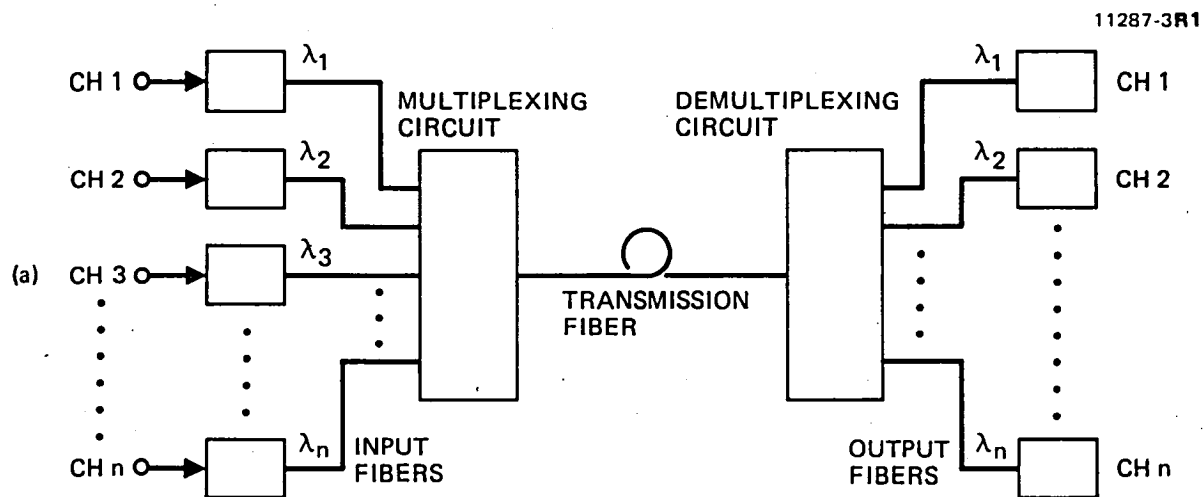 11287-3R1
CH 1
λ1
MULTIPLEXING
CIRCUIT
DEMULTIPLEXING
CIRCUIT
λ1
CH 1
CH 2
λ2
λ2
CH 2
(a)
CH 3
λ3
TRANSMISSION
FIBER
CH n
λn
INPUT
FIBERS
OUTPUT
FIBERS
λn
CH n